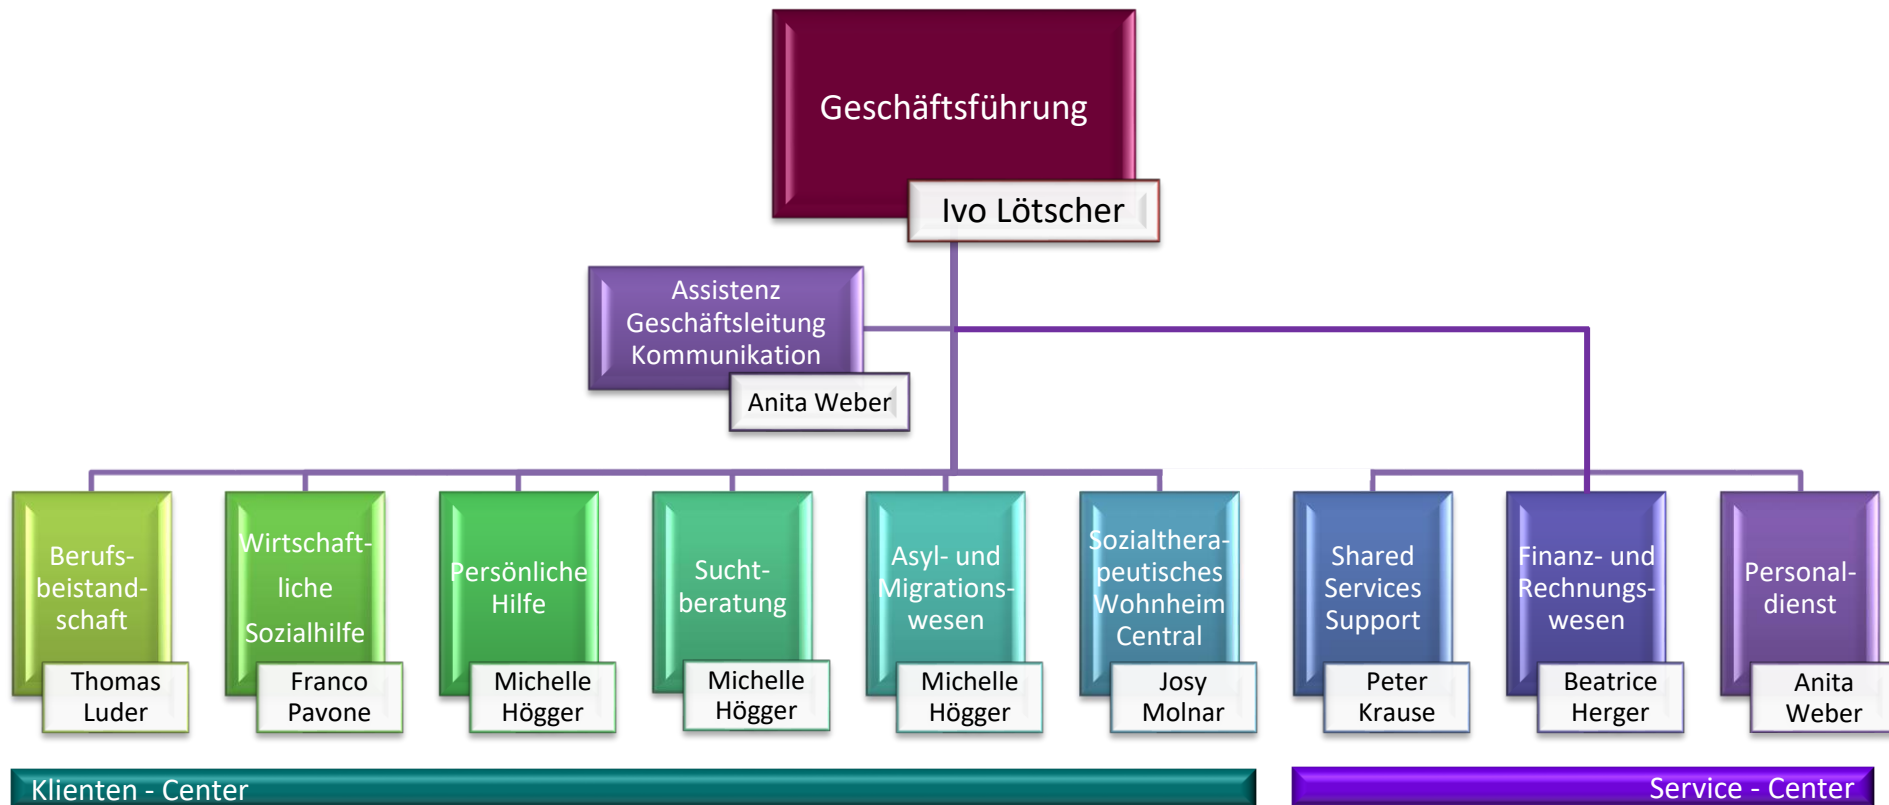 Geschäftsführung
Ivo Lötscher
Assistenz
Geschäftsleitung
Kommunikation
Anita Weber
Berufs-
beistand-
schaft
Thomas
Luder
Wirtschaft-
liche
Sozialhilfe
Franco
Pavone
Persönliche
Hilfe
Michelle
Högger
Sucht-
beratung
Michelle
Högger
Asyl- und
Migrations-
wesen
Michelle
Högger
Sozialthera-
peutisches
Wohnheim
Central
Josy
Molnar
Shared
Services
Support
Peter
Krause
Finanz- und
Rechnungs-
wesen
Beatrice
Herger
Personal-
dienst
Anita
Weber
Klienten - Center
Service - Center